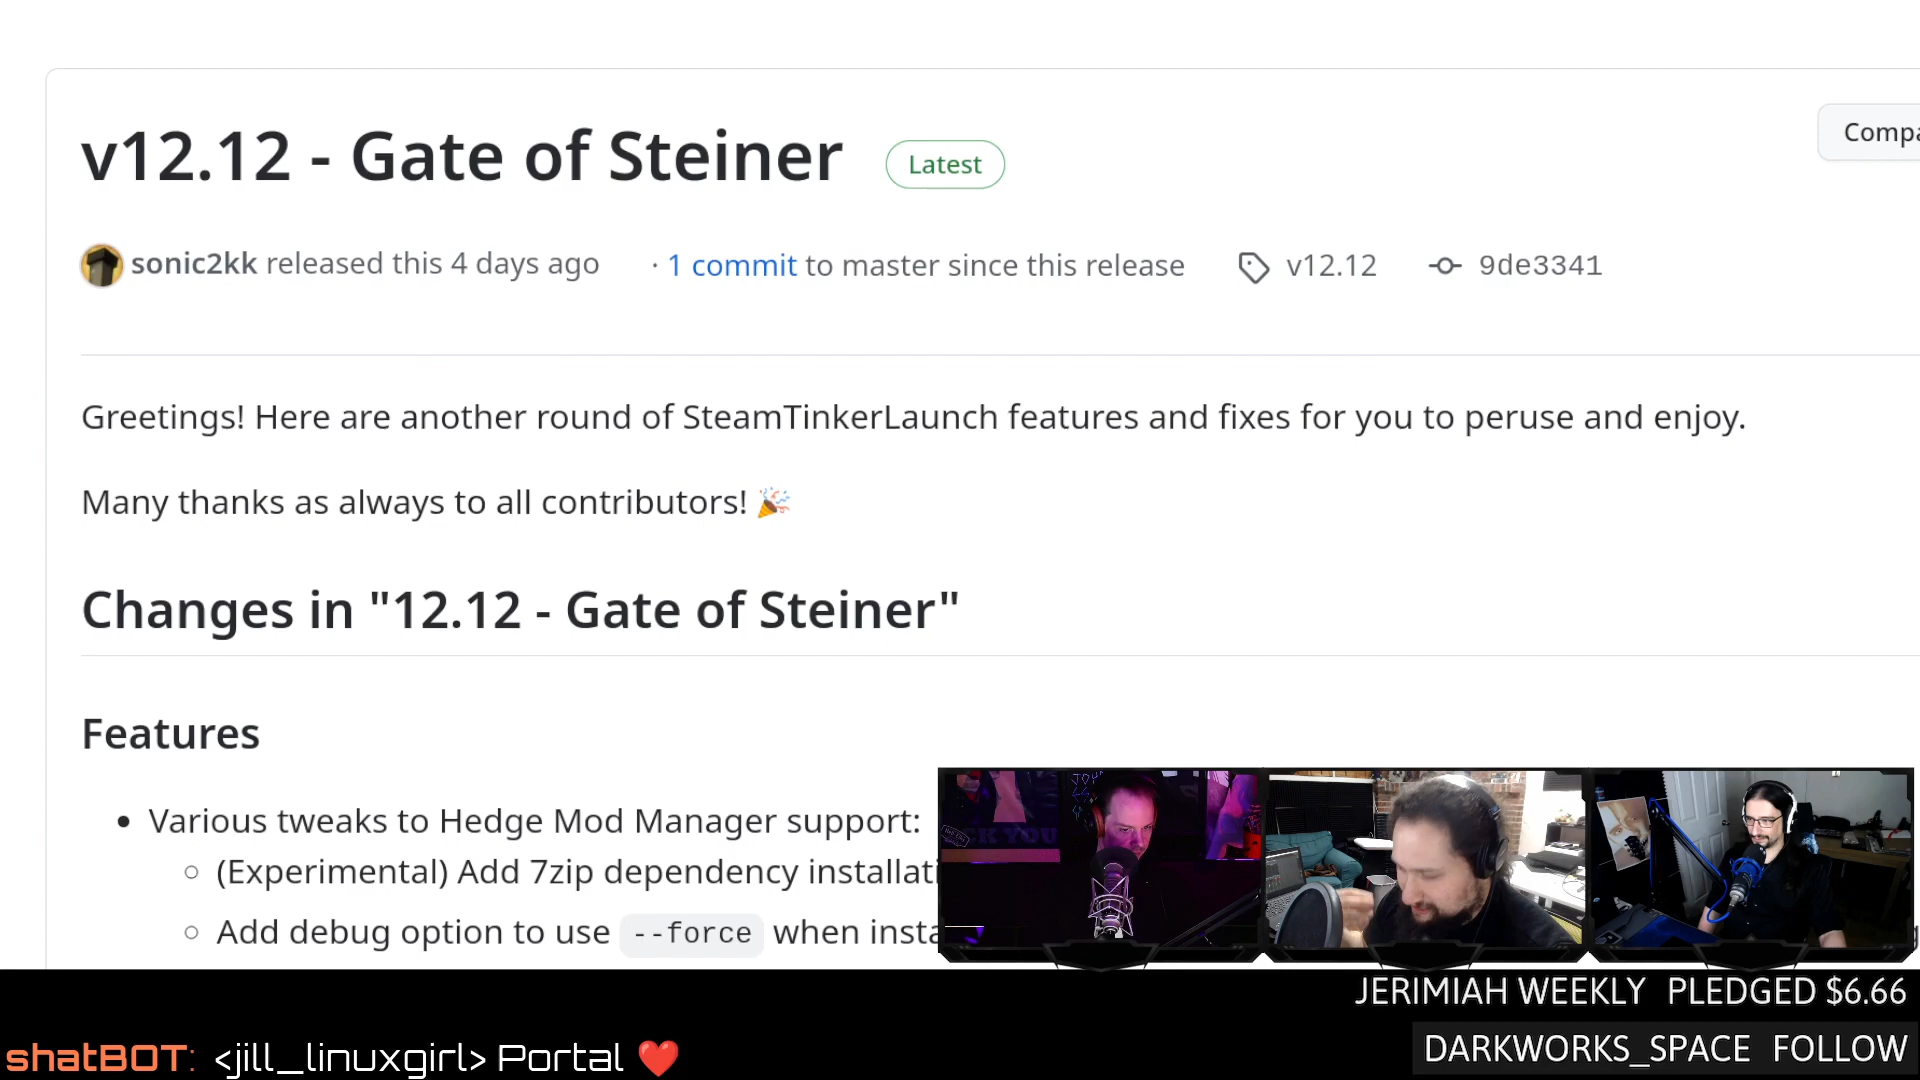 Compa
v12.12 - Gate of Steiner Latest
sonic2kk released this 4 days ago · 1 commit to master since this release v12.12 9de3341
Greetings! Here are another round of SteamTinkerLaunch features and fixes for you to peruse and enjoy.
Many thanks as always to all contributors! 🎉
Changes in "12.12 - Gate of Steiner"
Features
• Various tweaks to Hedge Mod Manager support:
◦ (Experimental) Add 7zip dependency installati
◦ Add debug option to use --force when insta
JERIMIAH WEEKLY PLEDGED $6.66
shatBOT: <jill_linuxgirl> Portal ❤️
DARKWORKS_SPACE FOLLOW